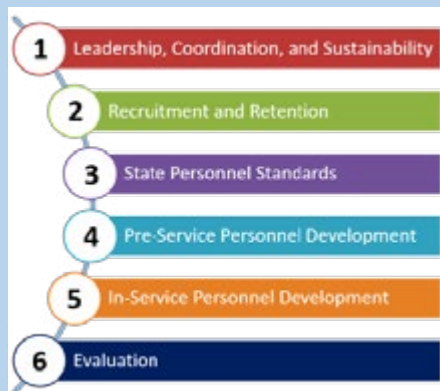 1 Leadership, Coordination, and Sustainability
2 Recruitment and Retention
3 State Personnel Standards
4 Pre-Service Personnel Development
5 In-Service Personnel Development
6 Evaluation